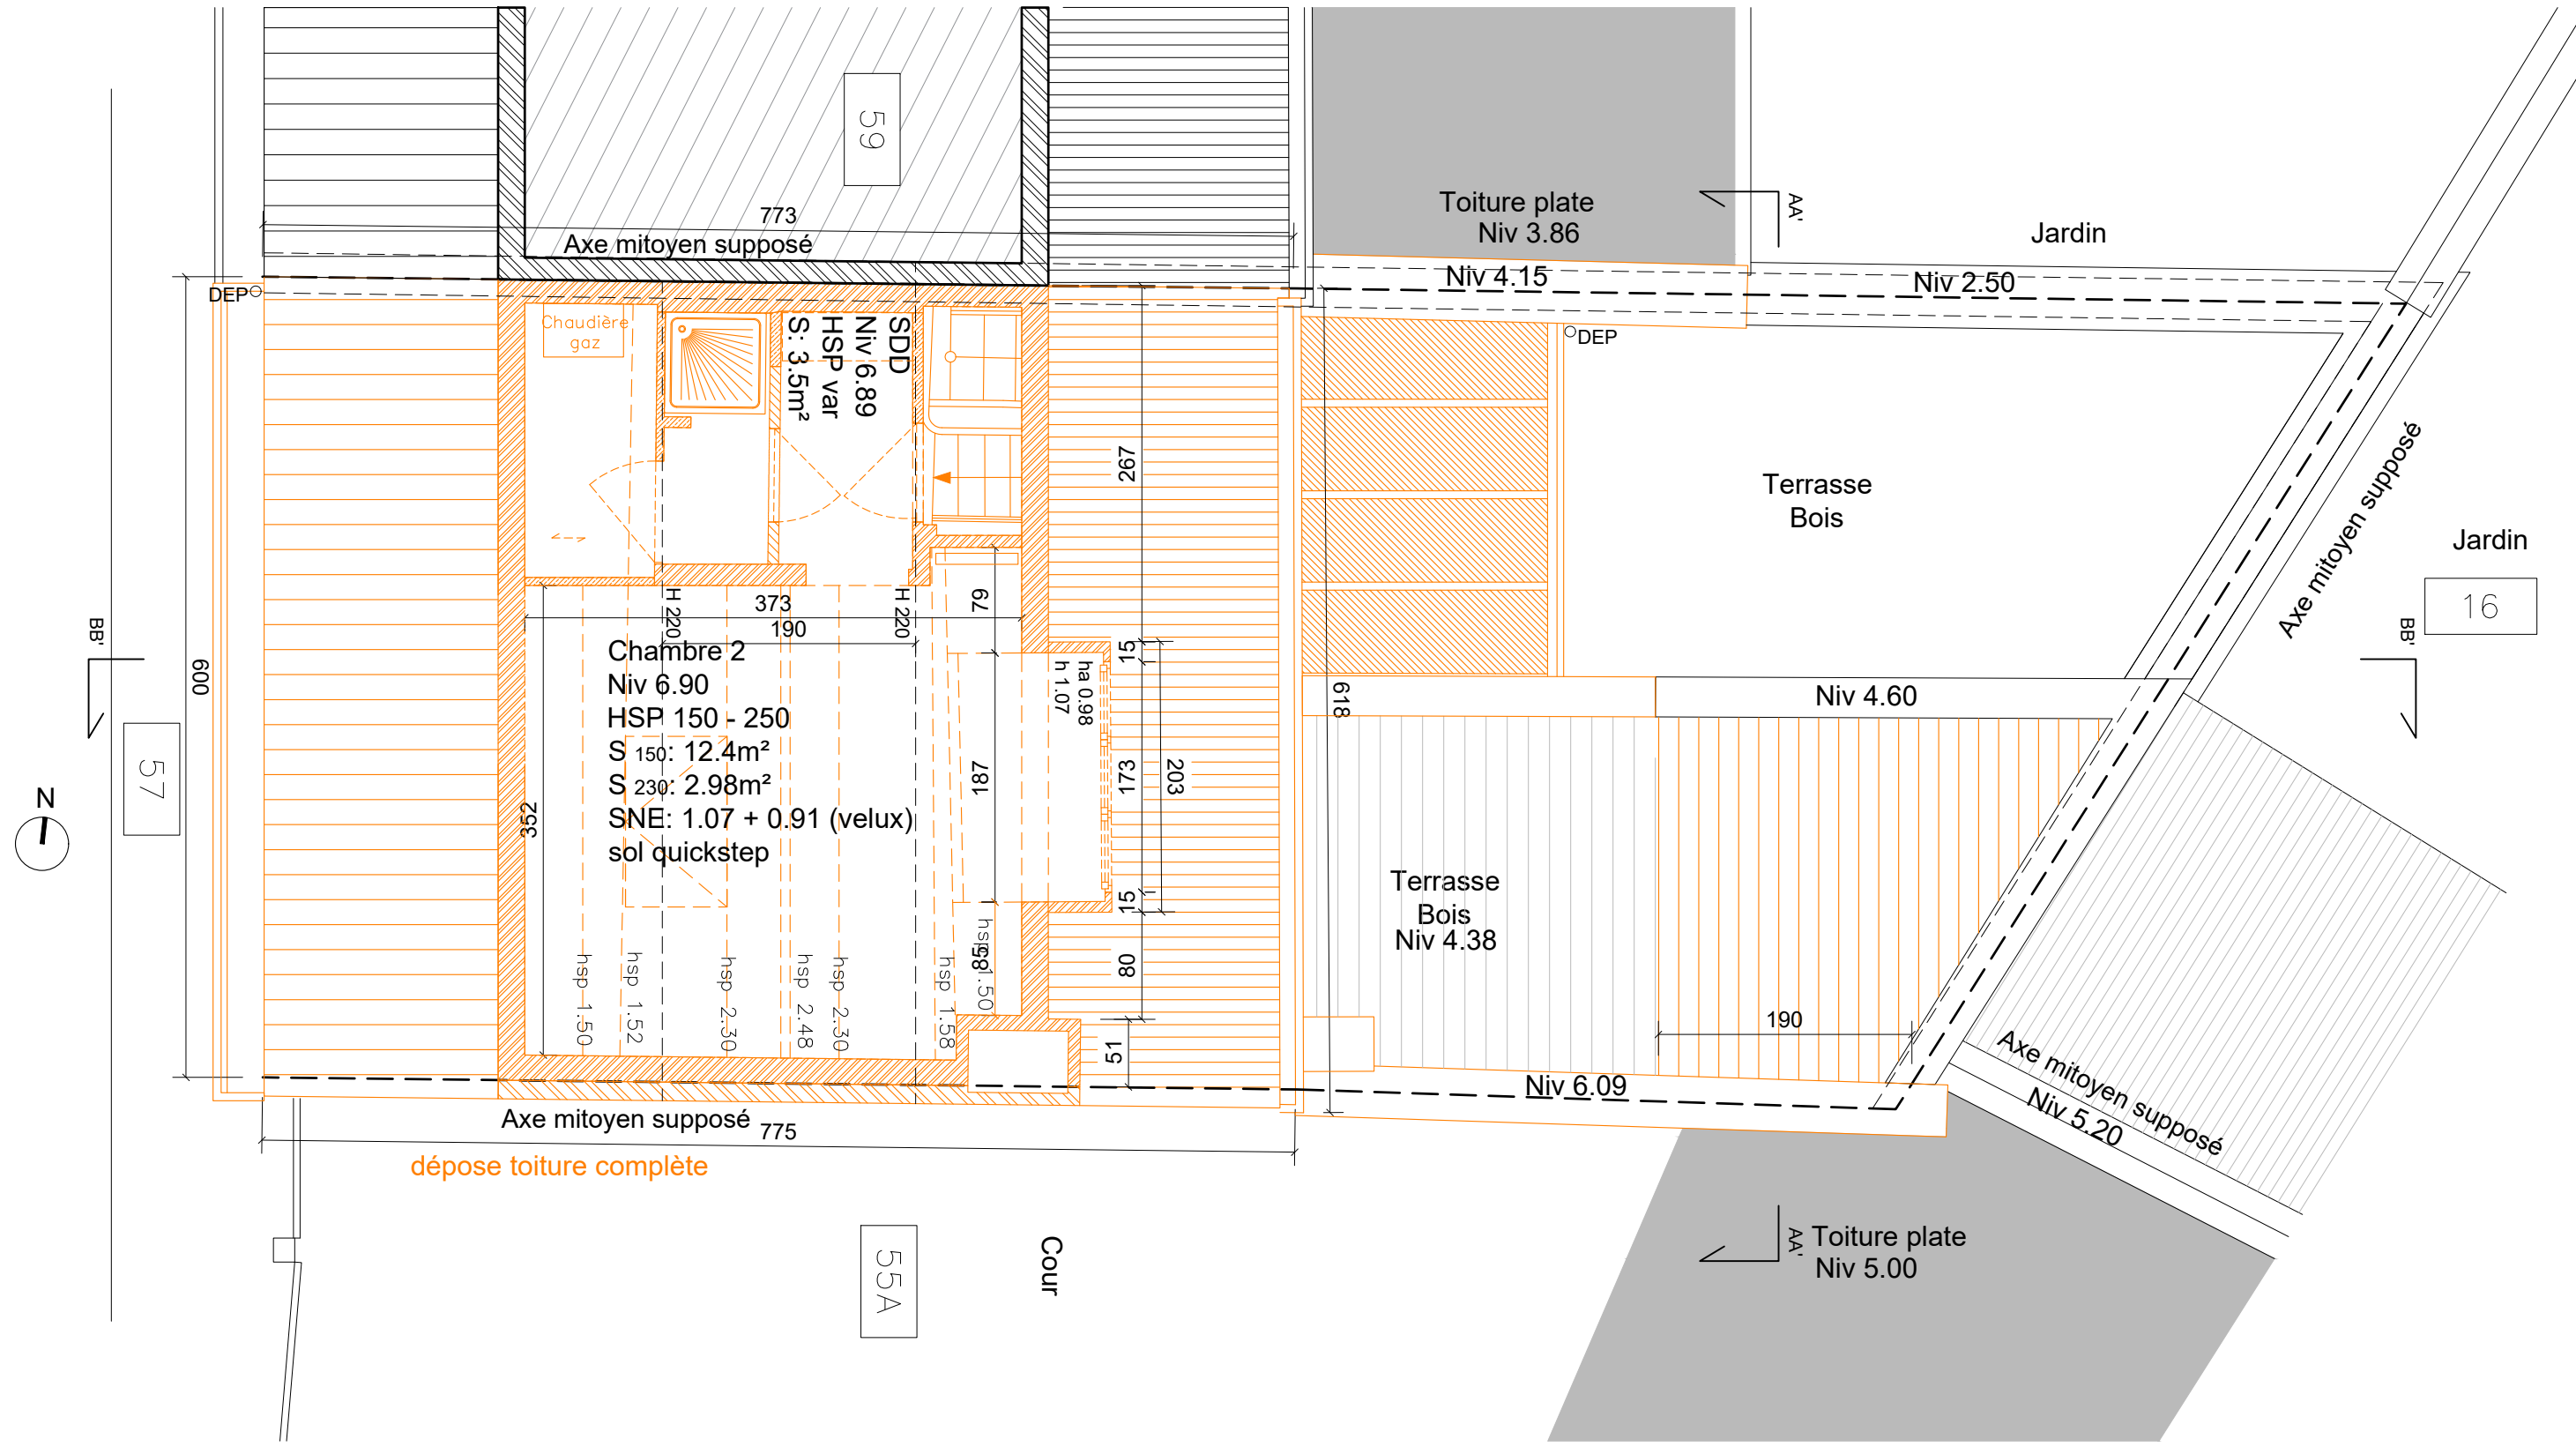 59
773
Axe mitoyen supposé
Toiture plate
Niv 3.86
AA'
Jardin
Niv 4.15
Niv 2.50
DEP
DEP
Chaudière
gaz
SDD
Niv 6.89
HSP var
S: 3.5m²
267
Terrasse
Bois
Axe mitoyen supposé
Jardin
16
BB'
BB'
600
57
N
H 220
373
190
H 220
79
15
Chambre 2
Niv 6.90
HSP 150 - 250
S 150: 12.4m²
S 230: 2.98m²
SNE: 1.07 + 0.91 (velux)
sol quickstep
352
ha 0.98
h 1.07
187
173
203
15
618
Niv 4.60
Terrasse
Bois
Niv 4.38
hsp 1.50
hsp 1.52
hsp 2.30
hsp 2.48
hsp 2.30
hsp 1.58
hsp 1.50
85
80
51
190
Niv 6.09
Axe mitoyen supposé
Niv 5.20
Axe mitoyen supposé
775
dépose toiture complète
55A
Cour
AA'
Toiture plate
Niv 5.00